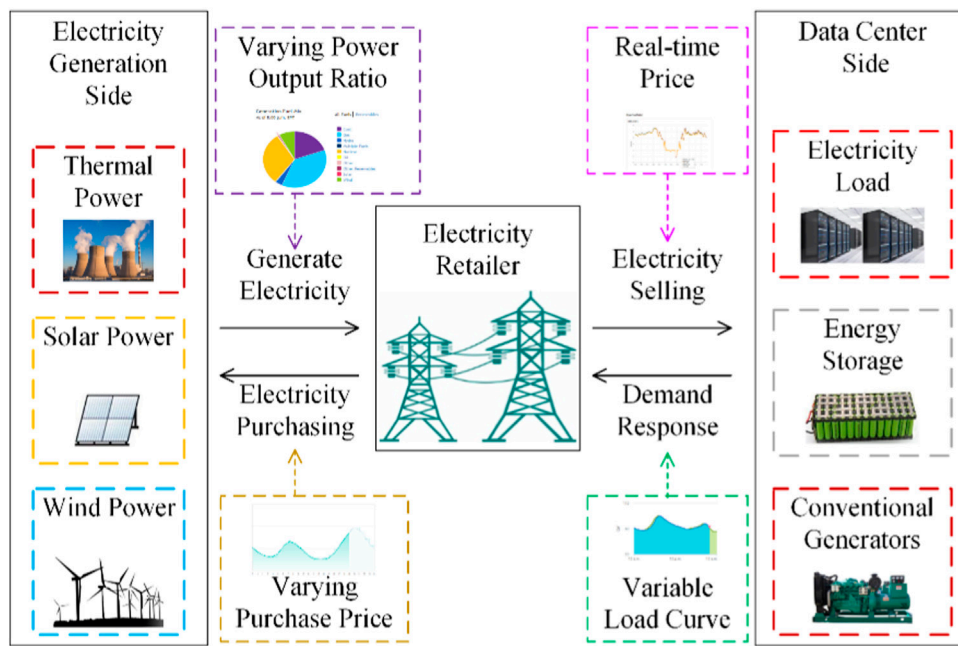 Electricity
Generation
Side
Thermal
Power
Solar Power
Wind Power
Varying Power
Output Ratio
Generate
Electricity
Electricity
Purchasing
Varying
Purchase Price
Electricity
Retailer
Real-time
Price
Electricity
Selling
Demand
Response
Variable
Load Curve
Data Center
Side
Electricity
Load
Energy
Storage
Conventional
Generators